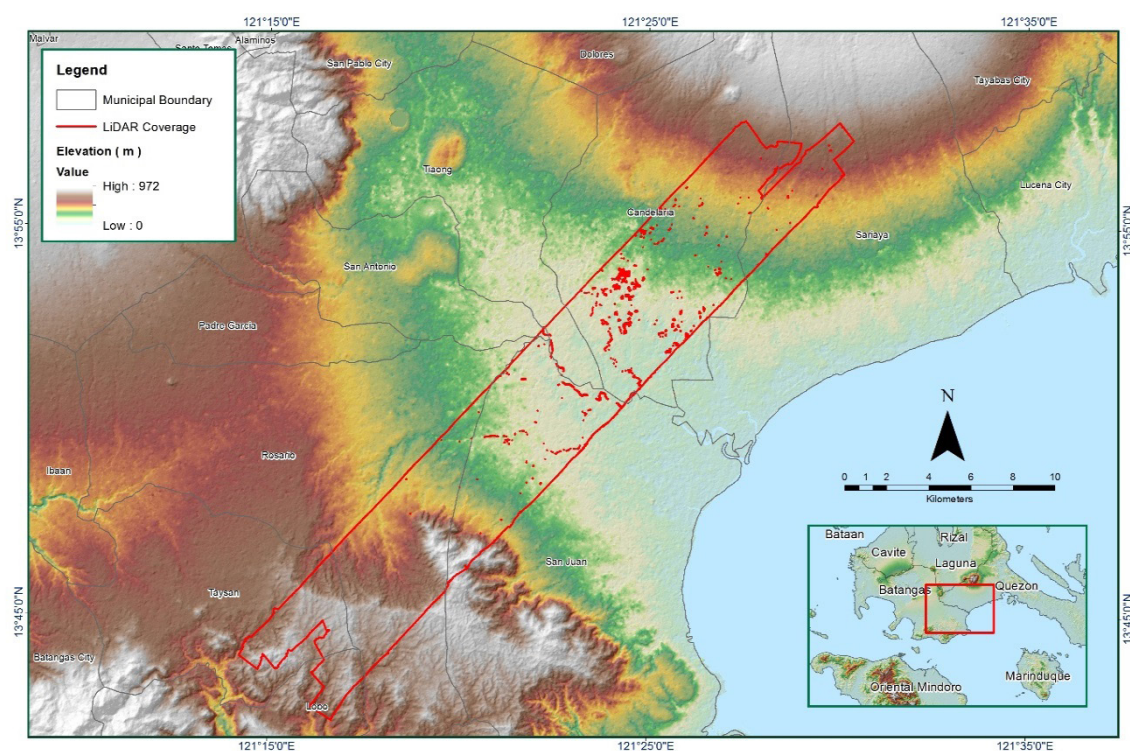 121°15'0"E
121°25'0"E
121°35'0"E
Malvar
Santo Tomas
Alaminos
San Pablo City
Dolores
Tayabas City
Legend
Municipal Boundary
LiDAR Coverage
Elevation ( m )
Value
High : 972
Low : 0
Tiaong
Lucena City
Candelaria
13°55'0"N
13°55'0"N
Sariaya
San Antonio
Padre Garcia
N
Rosario
Ibaan
0 1 2 4 6 8 10
Kilometers
Bataan
Rizal
Cavite
Laguna
San Juan
Quezon
Batangas
Taysan
13°45'0"N
13°45'0"N
Batangas City
Marinduque
Oriental Mindoro
Lobo
121°15'0"E
121°25'0"E
121°35'0"E